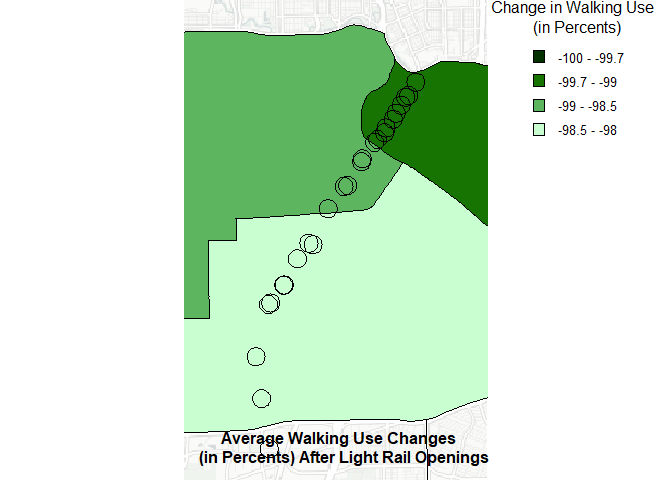 Change in Walking Use
(in Percents)
-100 - -99.7
-99.7 - -99
-99 - -98.5
-98.5 - -98
Average Walking Use Changes
(in Percents) After Light Rail Openings